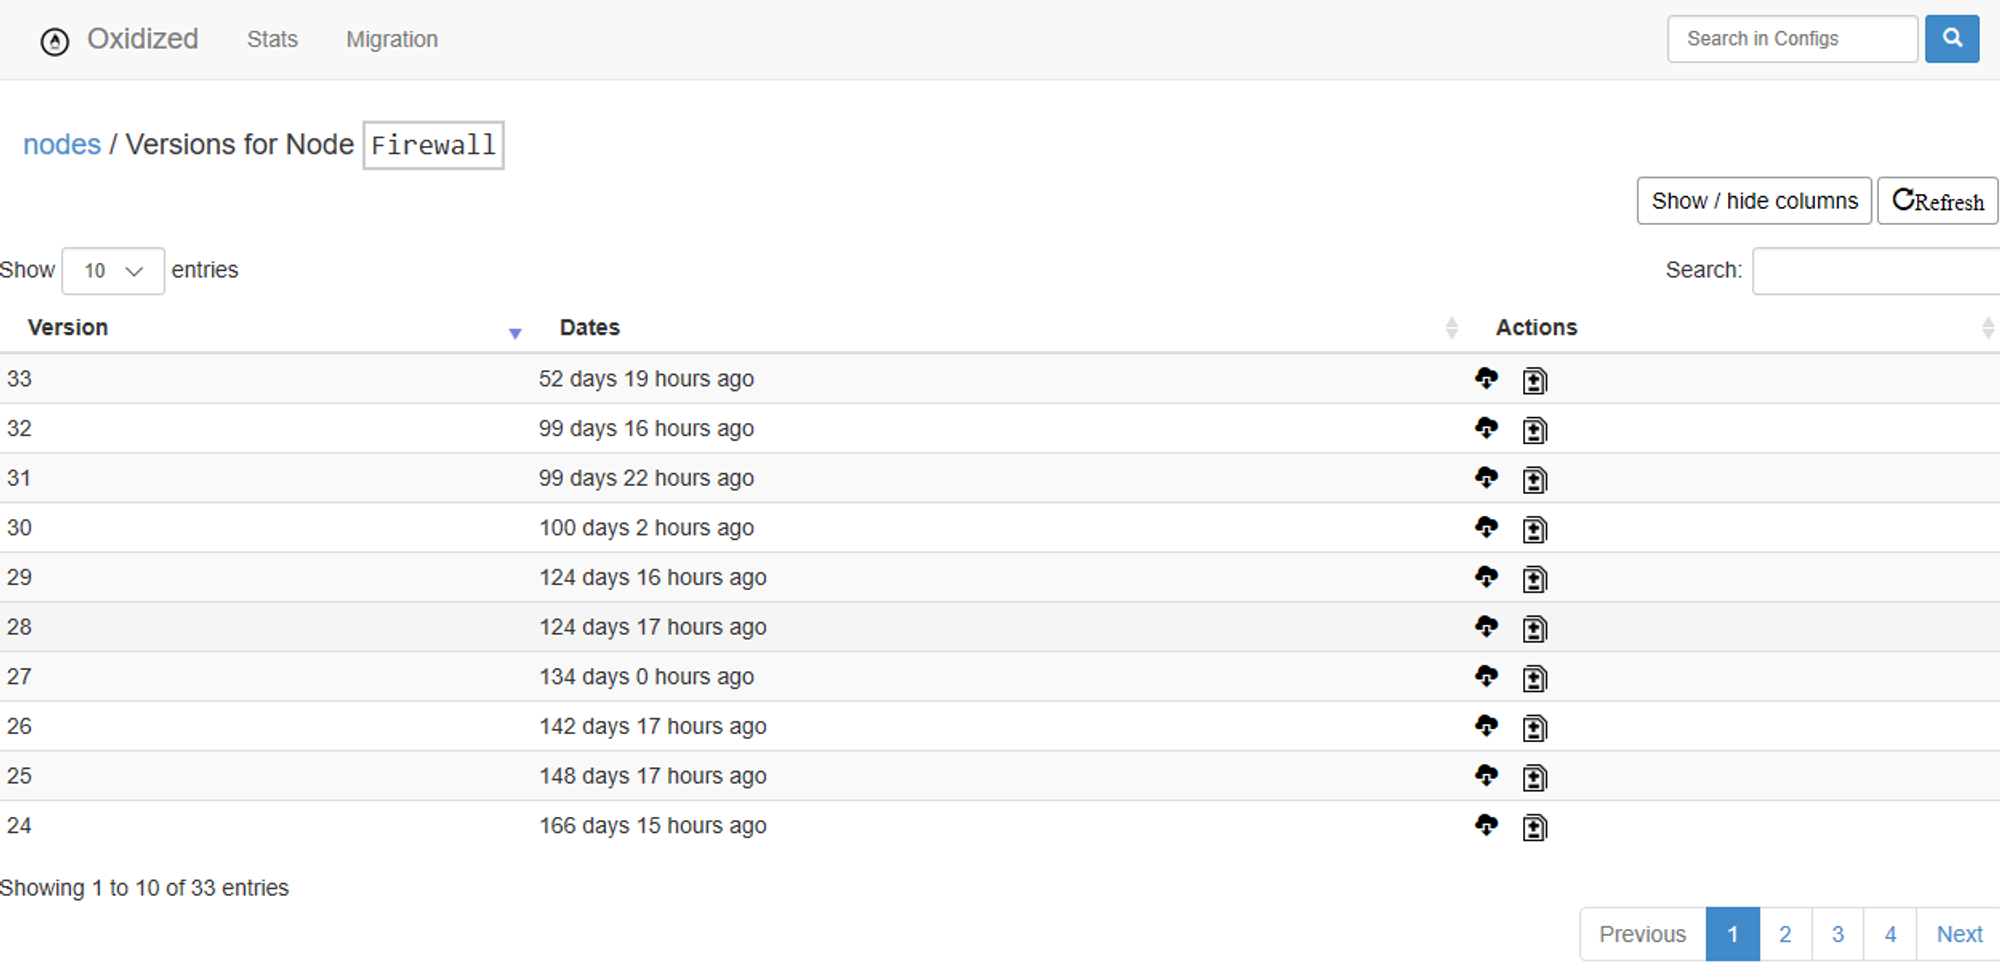 Oxidized Stats Migration Search in Configs
nodes / Versions for Node Firewall
Show / hide columns Refresh
Show 10 entries Search:
Version Dates Actions
33 52 days 19 hours ago
32 99 days 16 hours ago
31 99 days 22 hours ago
30 100 days 2 hours ago
29 124 days 16 hours ago
28 124 days 17 hours ago
27 134 days 0 hours ago
26 142 days 17 hours ago
25 148 days 17 hours ago
24 166 days 15 hours ago
Showing 1 to 10 of 33 entries
Previous 1 2 3 4 Next